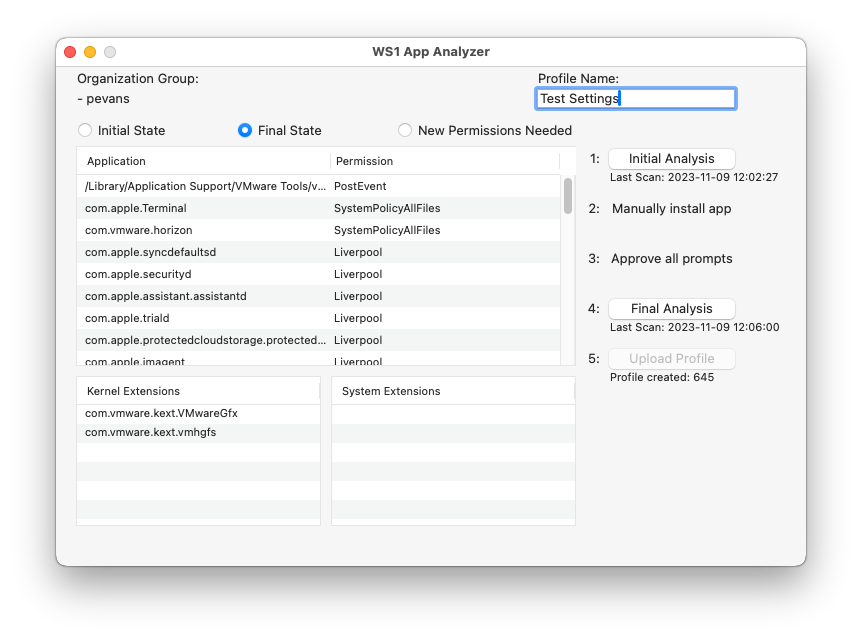 WS1 App Analyzer
Organization Group:
- pevans
Profile Name:
Test Settings
Initial State
Final State
New Permissions Needed
Application
Permission
/Library/Application Support/VMware Tools/v...
PostEvent
com.apple.Terminal
SystemPolicyAllFiles
com.vmware.horizon
SystemPolicyAllFiles
com.apple.syncdefaultsd
Liverpool
com.apple.securityd
Liverpool
com.apple.assistant.assistantd
Liverpool
com.apple.triald
Liverpool
com.apple.protectedcloudstorage.protected...
Liverpool
com.apple.imagent
Liverpool
Kernel Extensions
com.vmware.kext.VMwareGfx
com.vmware.kext.vmhgfs
System Extensions
1: Initial Analysis
Last Scan: 2023-11-09 12:02:27
2: Manually install app
3: Approve all prompts
4: Final Analysis
Last Scan: 2023-11-09 12:06:00
5: Upload Profile
Profile created: 645